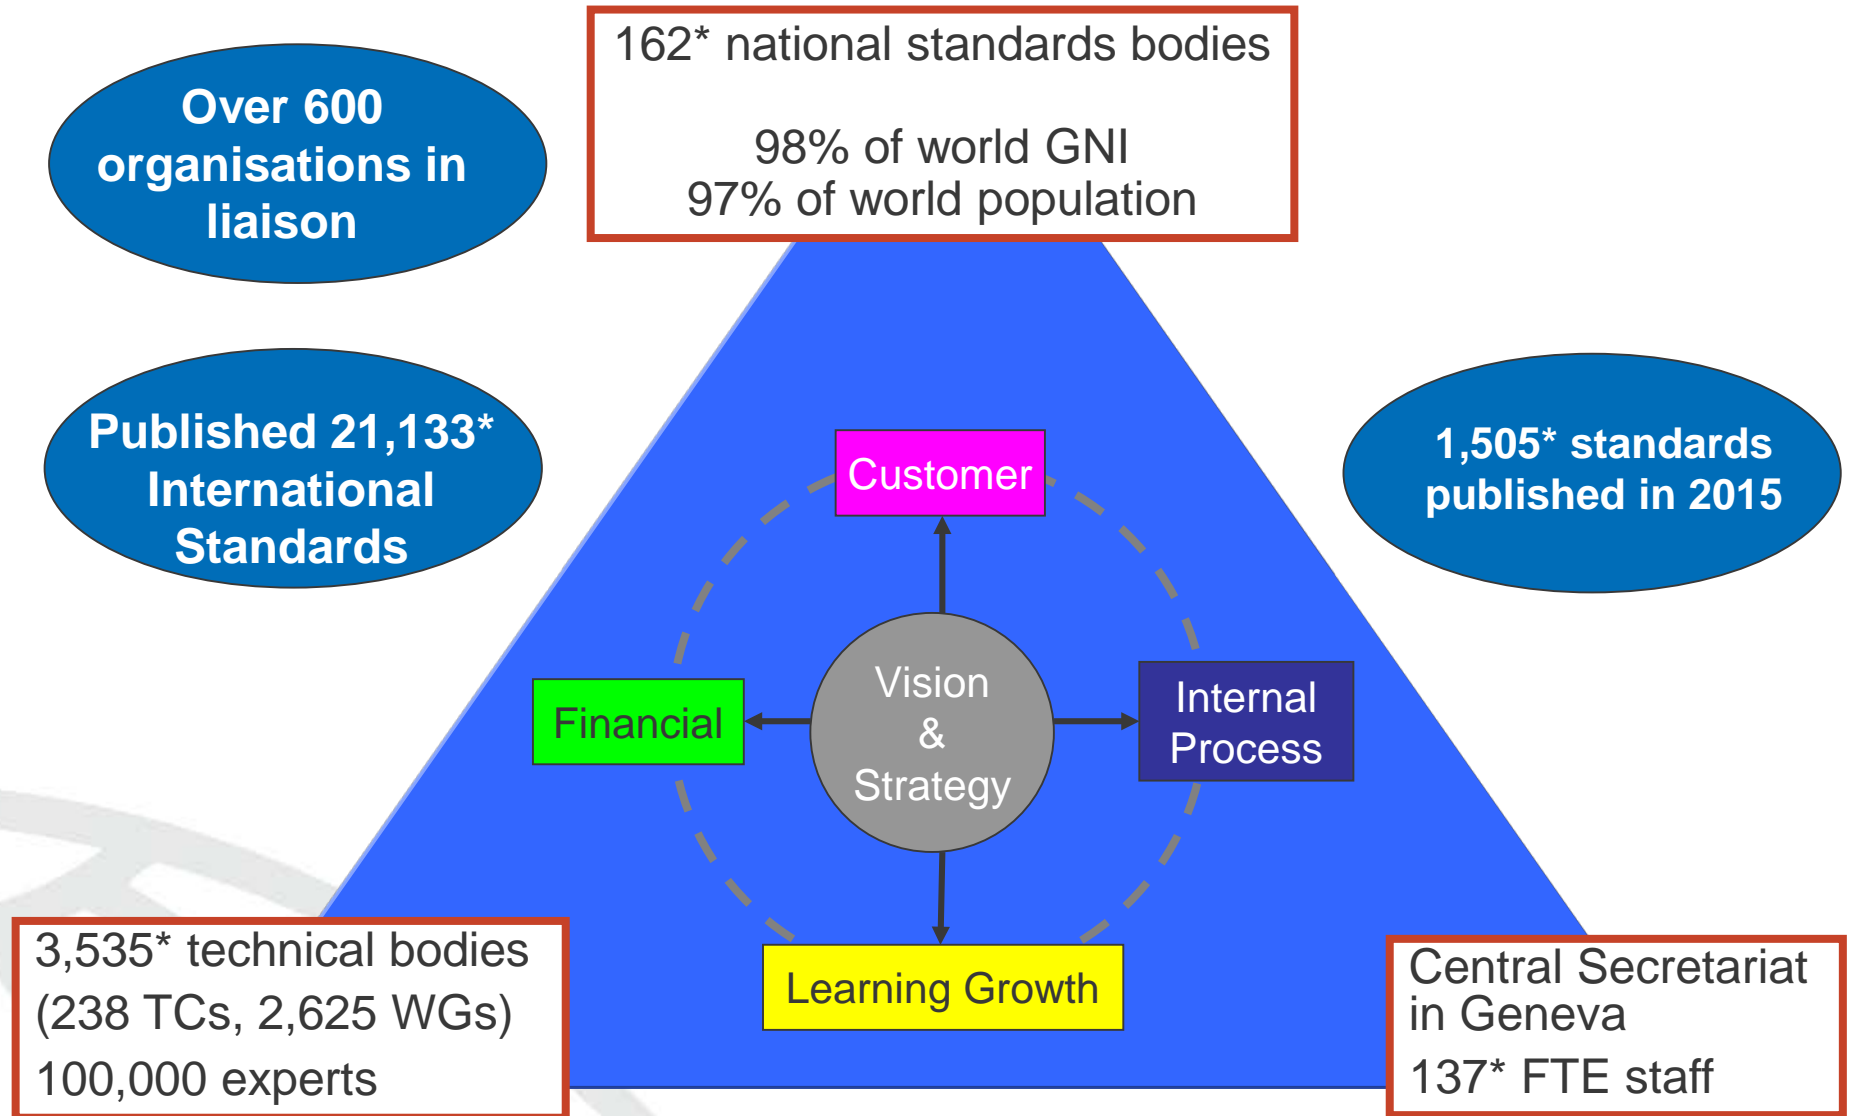 162* national standards bodies
98% of world GNI
97% of world population
Over 600
organisations in
liaison
Published 21,133*
International
Standards
1,505* standards
published in 2015
Customer
Vision
&
Strategy
Financial
Internal
Process
Learning Growth
3,535* technical bodies
(238 TCs, 2,625 WGs)
100,000 experts
Central Secretariat
in Geneva
137* FTE staff